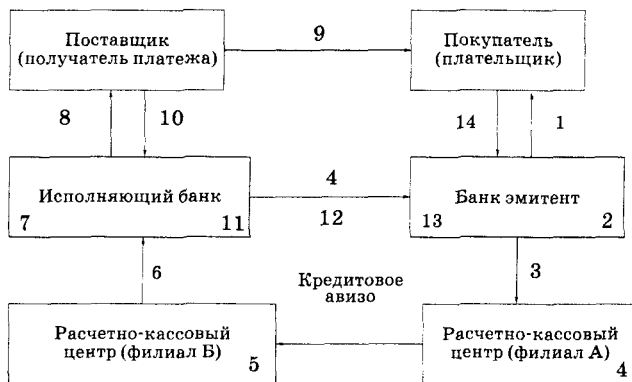 Поставщик
(получатель платежа)
9
Покупатель
(плательщик)
8
10
14
1
Исполняющий банк
7
11
4
12
Банк эмитент
13
2
6
Кредитовое
авизо
3
Расчетно-кассовый
центр (филиал Б)
5
Расчетно-кассовый
центр (филиал А)
4